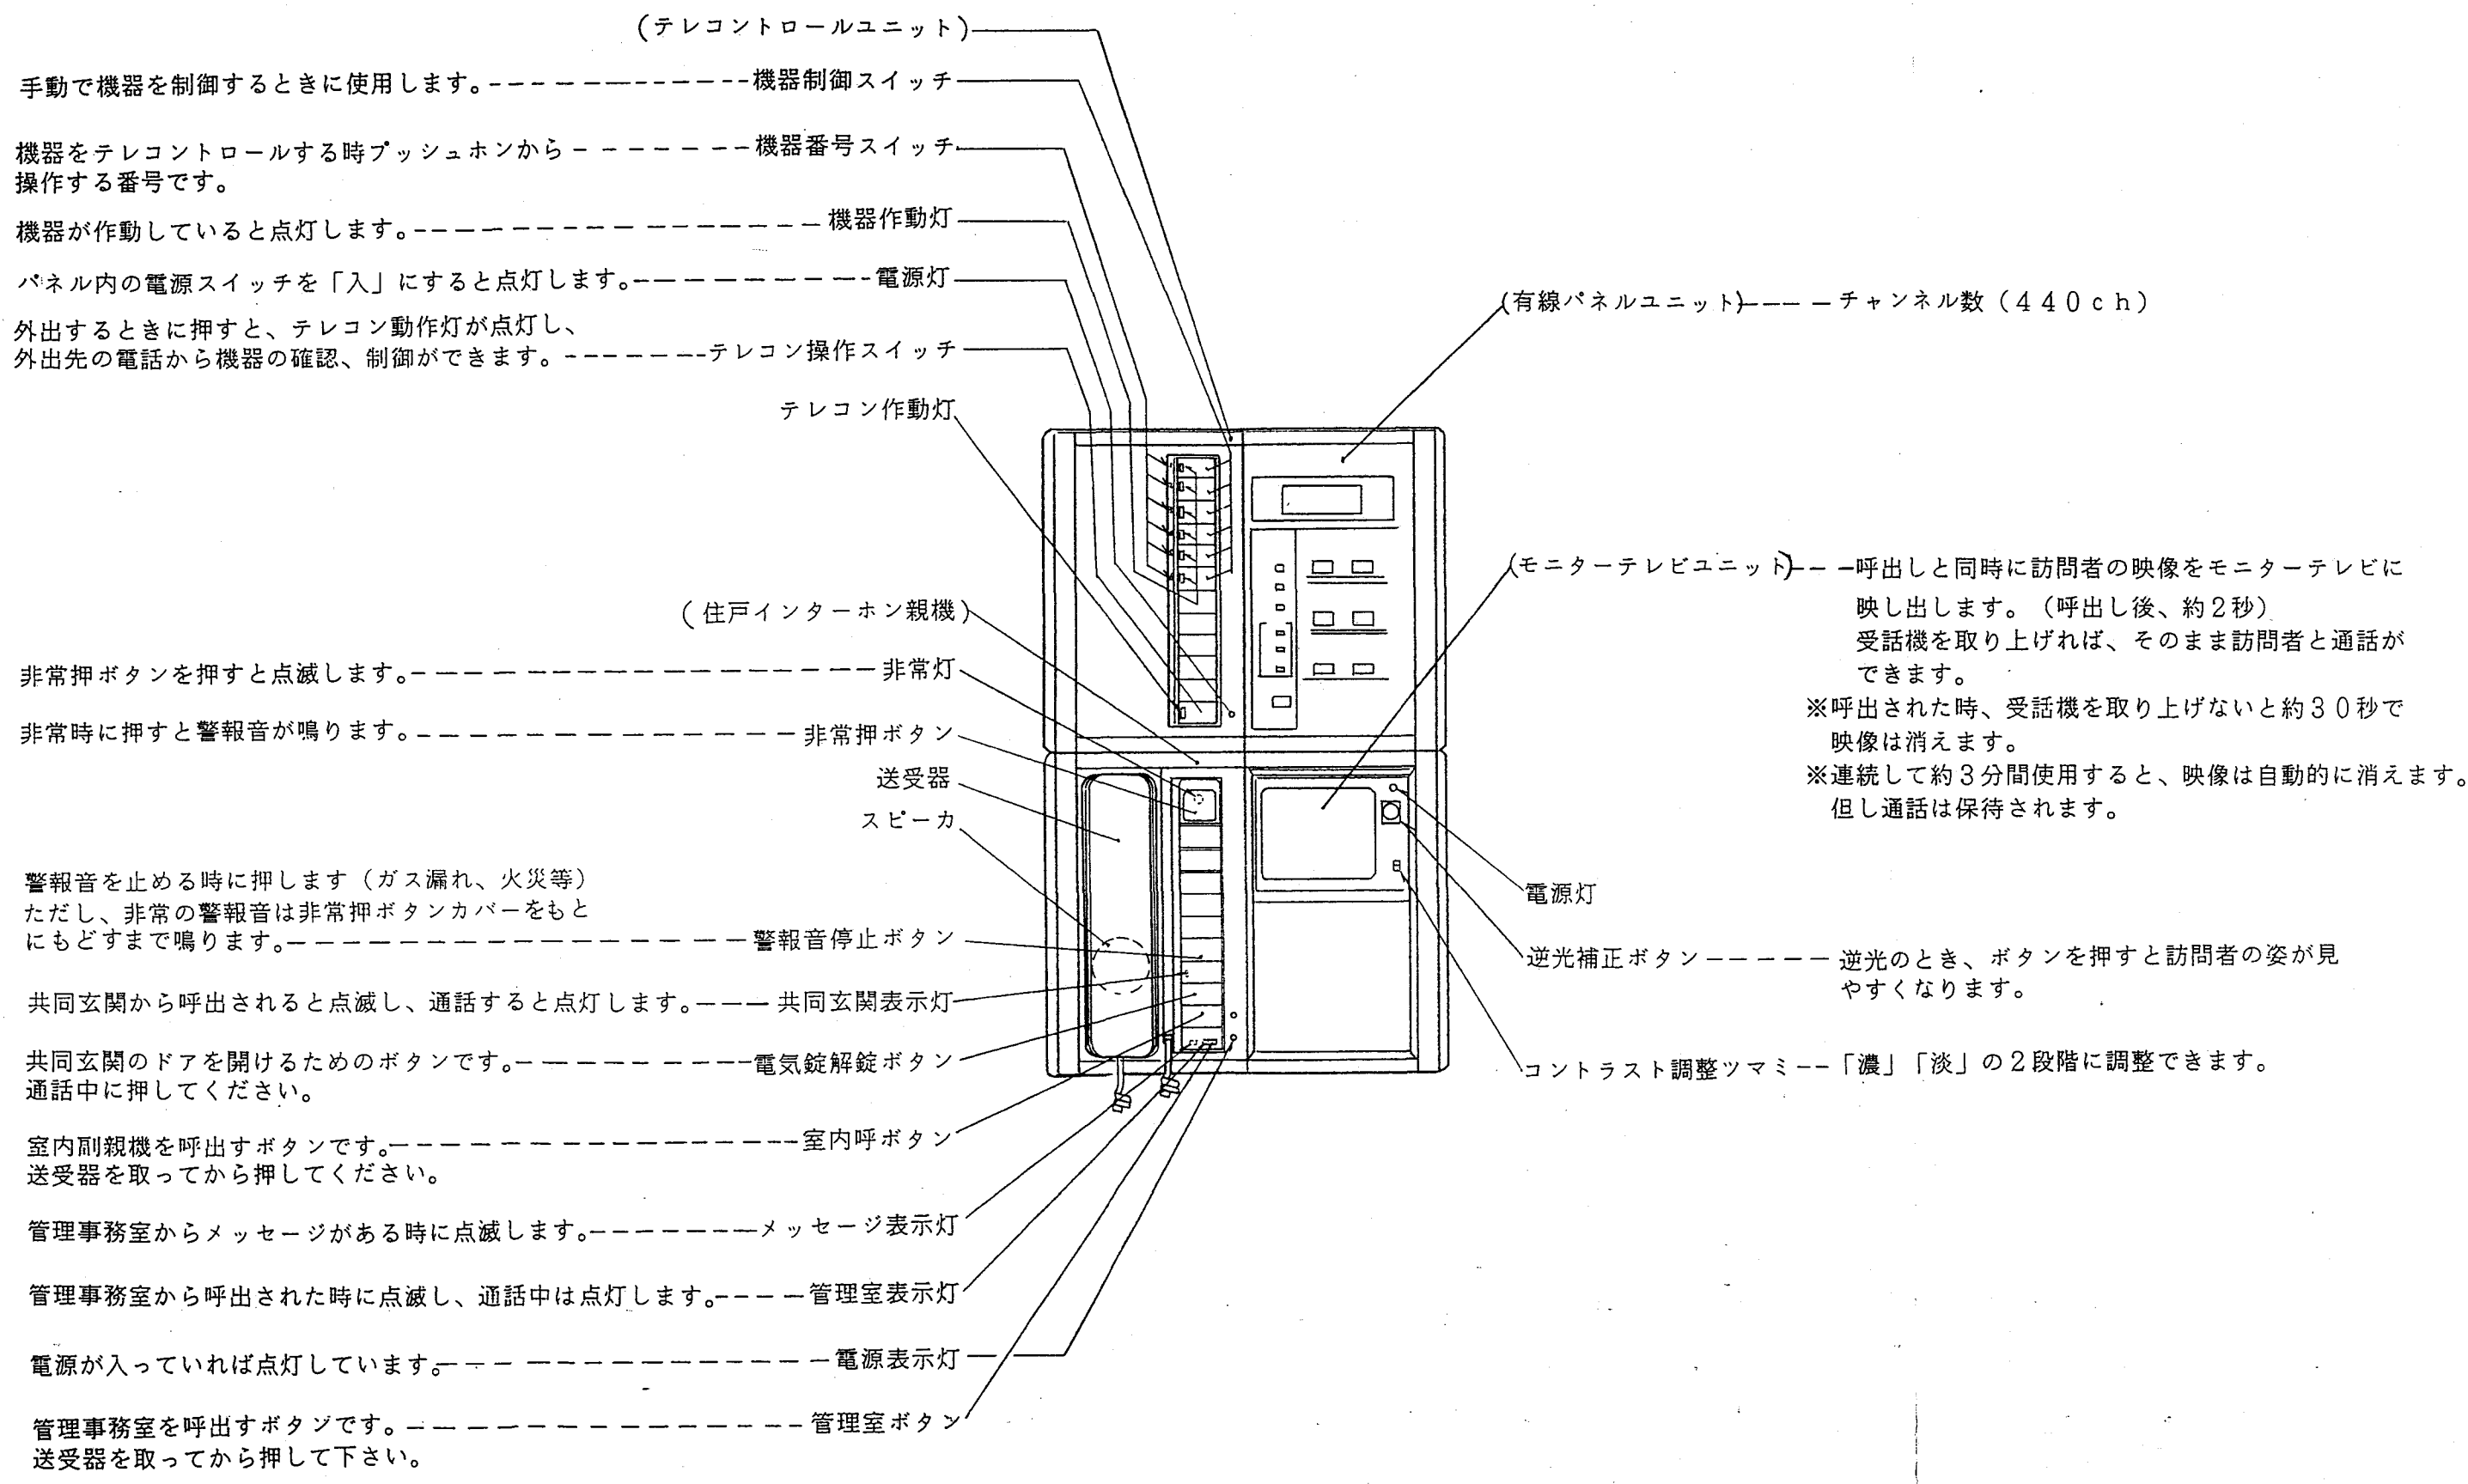 (テレコントロールユニット)
手動で機器を制御するときに使用します。 機器制御スイッチ
機器をテレコントロールする時プッシュホンから 機器番号スイッチ
操作する番号です。
機器が作動していると点灯します。 機器作動灯
パネル内の電源スイッチを「入」にすると点灯します。 電源灯
外出するときに押すと、テレコン動作灯が点灯し、
外出先の電話から機器の確認、制御ができます。 テレコン操作スイッチ
テレコン作動灯
(住戸インターホン親機)
非常押ボタンを押すと点滅します。 非常灯
非常時に押すと警報音が鳴ります。 非常押ボタン
送受器
スピーカ
警報音を止める時に押します(ガス漏れ、火災等)
ただし、非常の警報音は非常押ボタンカバーをもと
にもどすまで鳴ります。 警報音停止ボタン
共同玄関から呼出されると点滅し、通話すると点灯します。 共同玄関表示灯
共同玄関のドアを開けるためのボタンです。 電気錠解錠ボタン
通話中に押してください。
室内副親機を呼出すボタンです。 室内呼ボタン
送受器を取ってから押してください。
管理事務室からメッセージがある時に点滅します。 メッセージ表示灯
管理事務室から呼出された時に点滅し、通話中は点灯します。 管理室表示灯
電源が入っていれば点灯しています。 電源表示灯
管理事務室を呼出すボタンです。 管理室ボタン
送受器を取ってから押して下さい。
(有線パネルユニット) チャンネル数(440ch)
(モニターテレビユニット) 呼出しと同時に訪問者の映像をモニターテレビに
映し出します。(呼出し後、約2秒)
受話機を取り上げれば、そのまま訪問者と通話が
できます。
※呼出された時、受話機を取り上げないと約30秒で
映像は消えます。
※連続して約3分間使用すると、映像は自動的に消えます。
但し通話は保待されます。
電源灯
逆光補正ボタン 逆光のとき、ボタンを押すと訪問者の姿が見
やすくなります。
コントラスト調整ツマミ 「濃」「淡」の2段階に調整できます。